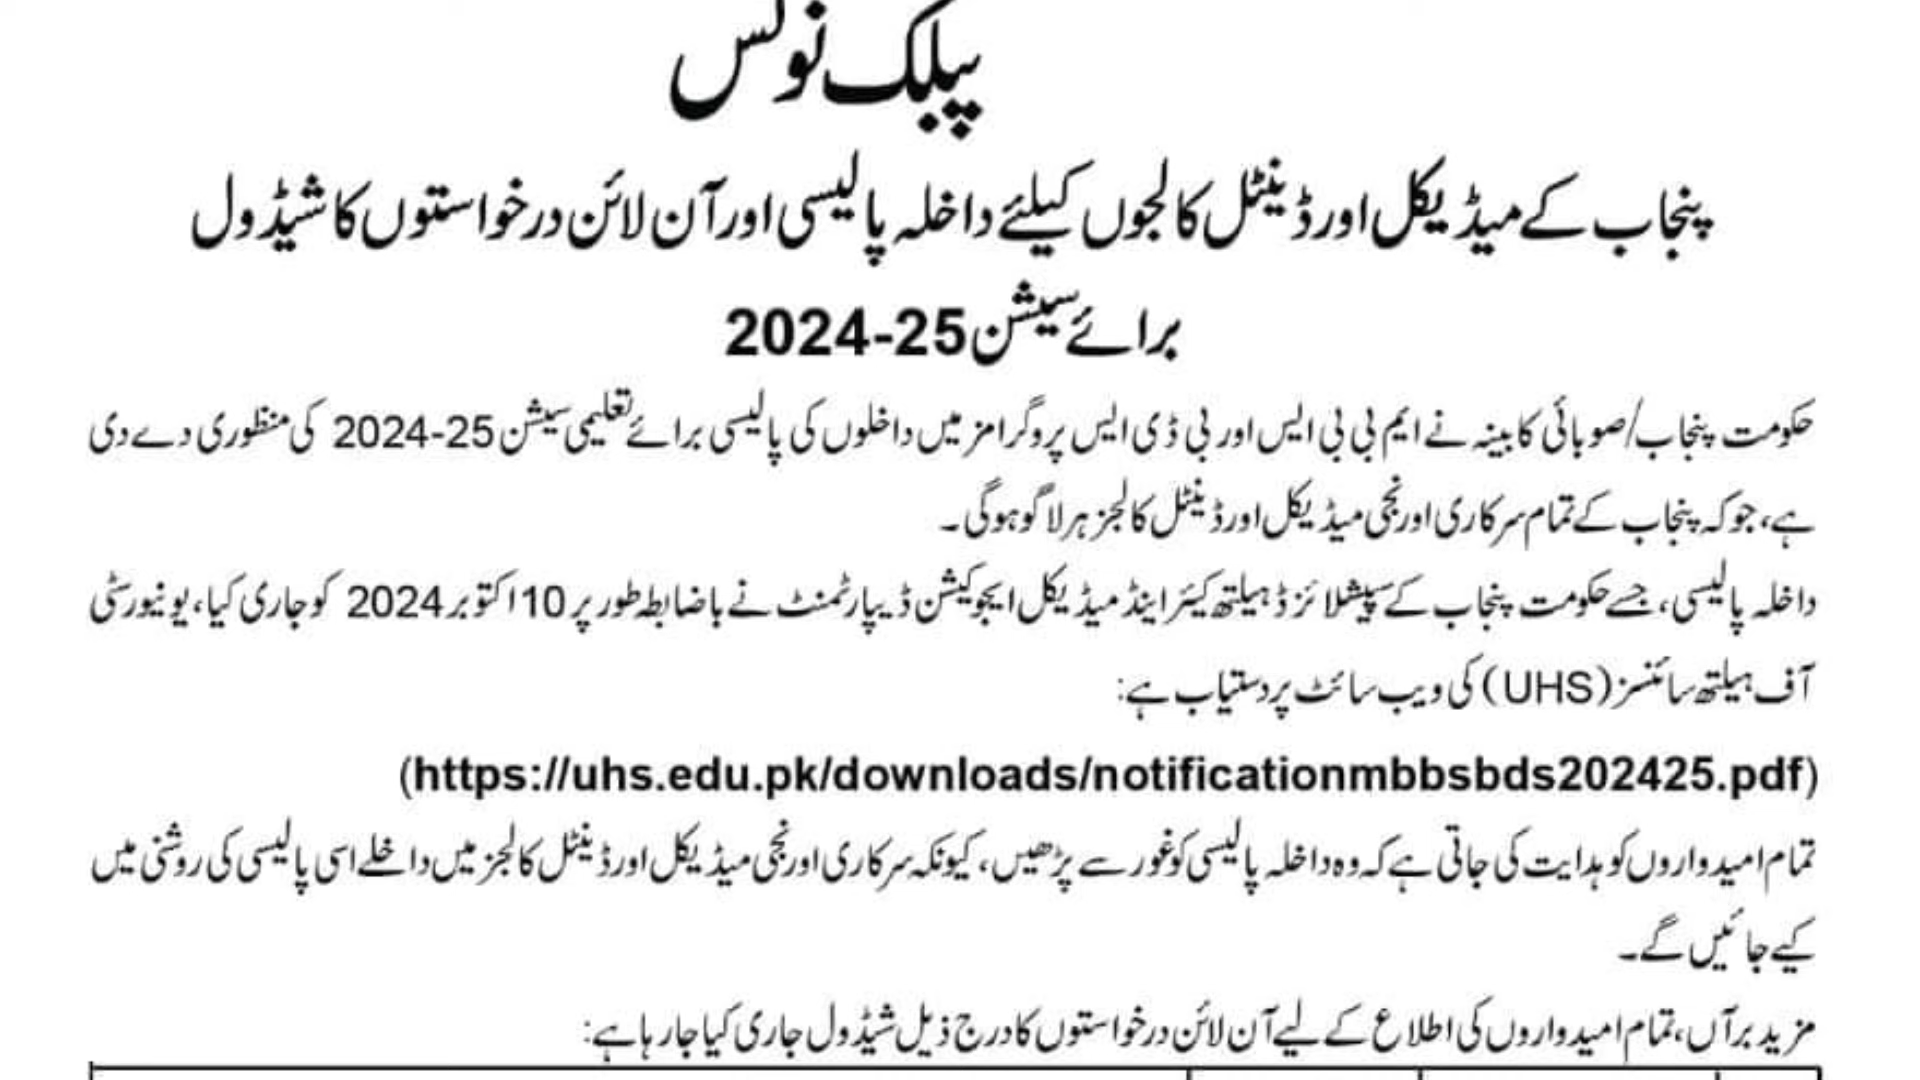 پبلک نوٹس
پنجاب کے میڈیکل اور ڈینٹل کالجوں کیلئے داخلہ پالیسی اور آن لائن درخواستوں کا شیڈول
برائے سیشن 2024-25
حکومت پنجاب/صوبائی کابینہ نے ایم بی بی ایس اور بی ڈی ایس پروگرامز میں داخلوں کی پالیسی برائے تعلیمی سیشن 2024-25 کی منظوری دے دی
ہے، جو کہ پنجاب کے تمام سرکاری اور نجی میڈیکل اور ڈینٹل کالجز ہر لاگو ہوگی۔
داخلہ پالیسی، جسے حکومت پنجاب کے سپیشلائزڈ ہیلتھ کیئر اینڈ میڈیکل ایجوکیشن ڈیپارٹمنٹ نے باضابطہ طور پر 10 اکتوبر 2024 کو جاری کیا، یونیورسٹی
آف ہیلتھ سائنسز (UHS) کی ویب سائٹ پر دستیاب ہے:
(https://uhs.edu.pk/downloads/notificationmbbsbds202425.pdf)
تمام امیدواروں کو ہدایت کی جاتی ہے کہ وہ داخلہ پالیسی کو غور سے پڑھیں، کیونکہ سرکاری اور نجی میڈیکل اور ڈینٹل کالجز میں داخلے اسی پالیسی کی روشنی میں
کیے جائیں گے۔
مزید برآں، تمام امیدواروں کی اطلاع کے لیے آن لائن درخواستوں کا درج ذیل شیڈول جاری کیا جا رہا ہے: